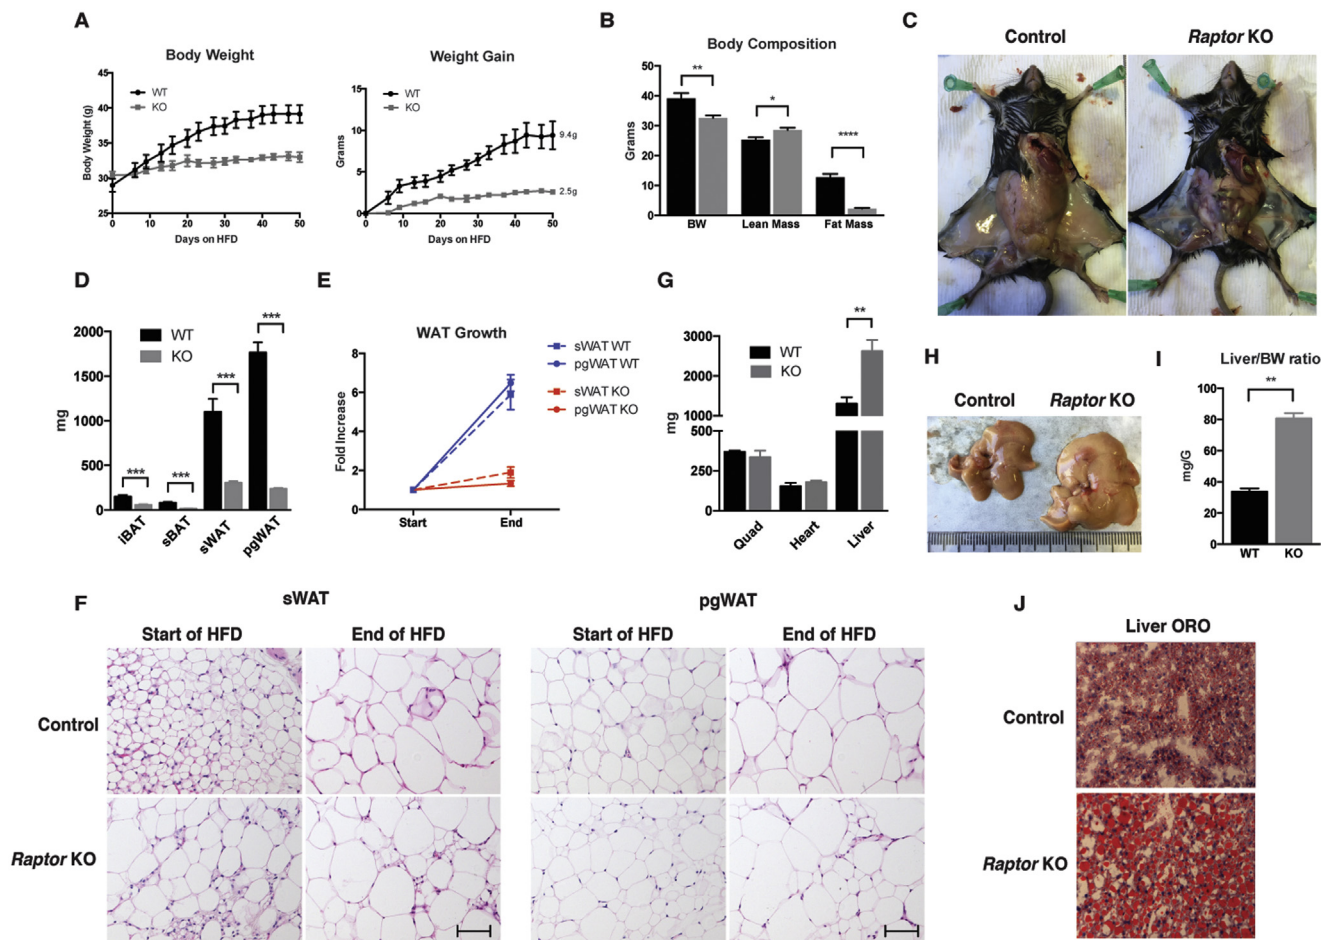 A
Body Weight
WT
KO
Body Weight (g)
45
40
35
30
25
0 10 20 30 40 50
Days on HFD
Weight Gain
WT
KO
Grams
15
10
5
0
9.4g
2.5g
0 10 20 30 40 50
Days on HFD
B
Body Composition
Grams
50
40
30
20
10
0
** * ****
BW Lean Mass Fat Mass
C
Control Raptor KO
D
WT
KO
mg
2000
1500
1000
500
0
*** *** *** ***
iBAT sBAT sWAT pgWAT
E
WAT Growth
Fold Increase
8
6
4
2
0
Start End
sWAT WT
pgWAT WT
sWAT KO
pgWAT KO
G
WT
KO
mg
3000
2000
1000
500
250
0
**
Quad Heart Liver
H
Control Raptor KO
I
Liver/BW ratio
mg/G
100
80
60
40
20
0
**
WT KO
F
sWAT pgWAT
Start of HFD End of HFD Start of HFD End of HFD
Control
Raptor KO
J
Liver ORO
Control
Raptor KO